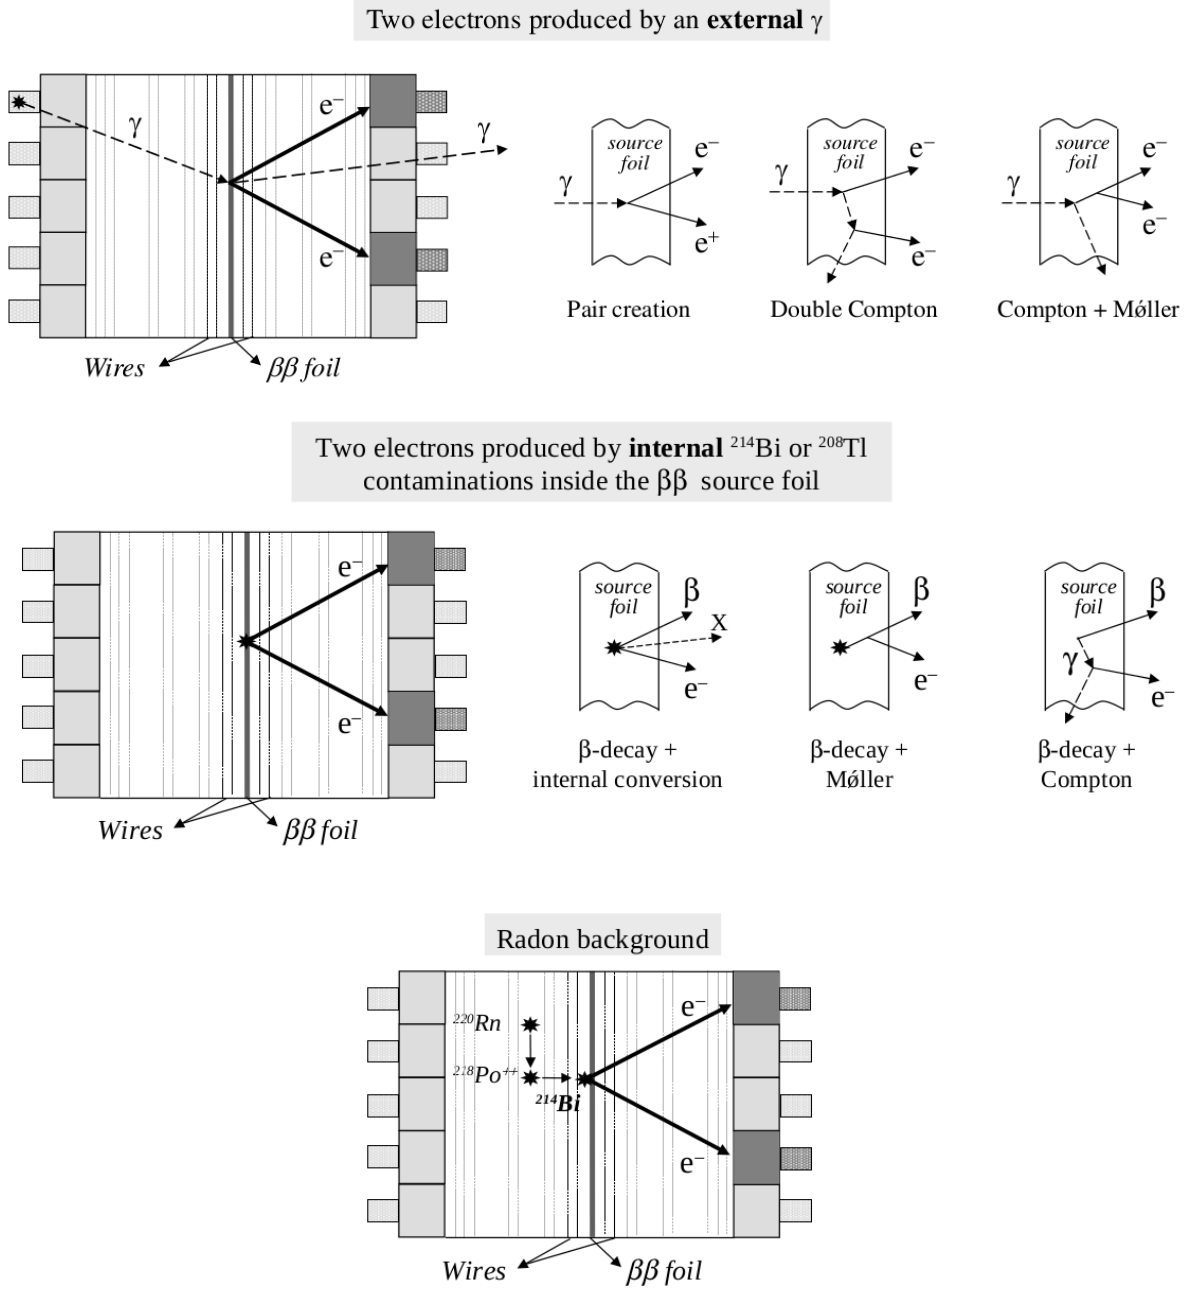 Two electrons produced by an external γ
e⁻
γ
γ
e⁻
Wires
ββ foil
source
foil
γ
e⁻
e⁺
Pair creation
source
foil
γ
e⁻
e⁻
Double Compton
source
foil
γ
e⁻
e⁻
Compton + Møller
Two electrons produced by internal ²¹⁴Bi or ²⁰⁸Tl
contaminations inside the ββ source foil
e⁻
e⁻
Wires
ββ foil
source
foil
β
X
e⁻
β-decay +
internal conversion
source
foil
β
e⁻
β-decay +
Møller
source
foil
β
γ
e⁻
β-decay +
Compton
Radon background
e⁻
²²⁰Rn
²¹⁸Po⁺⁺
²¹⁴Bi
e⁻
Wires
ββ foil